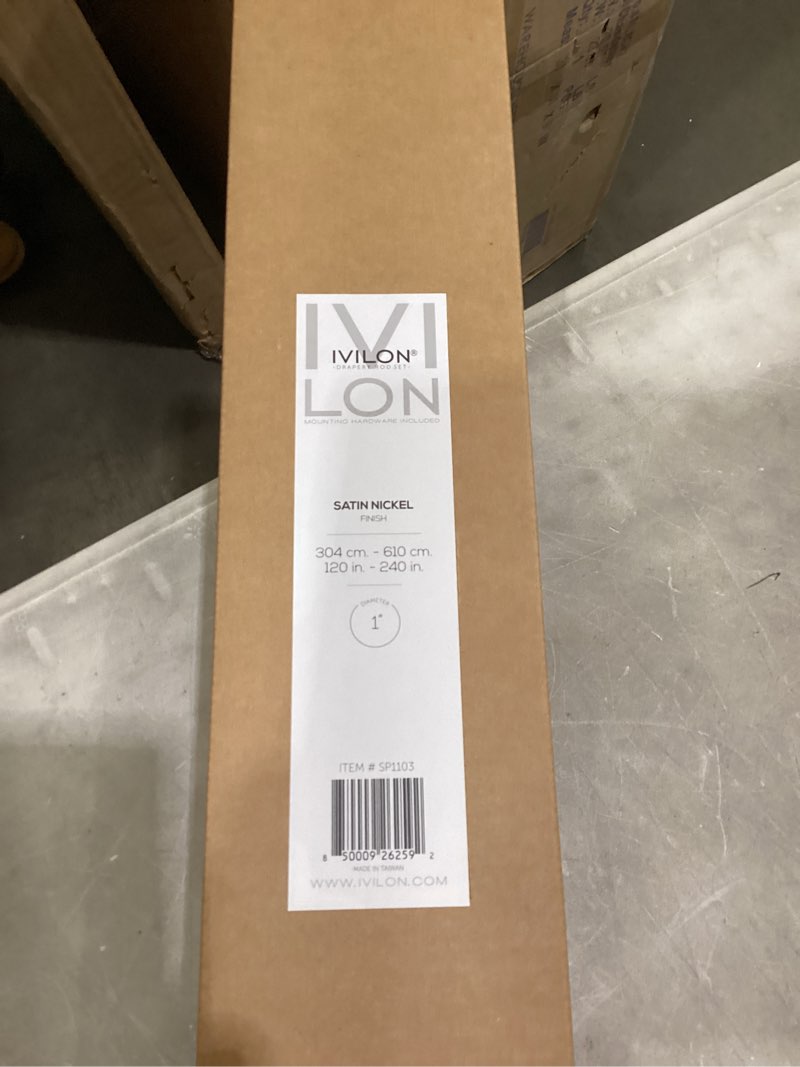 IVI
IVILON®
·DRAPERY ROD SET·
LON
MOUNTING HARDWARE INCLUDED
SATIN NICKEL
FINISH
304 cm. - 610 cm.
120 in. - 240 in.
DIAMETER
1"
ITEM # SP1103
8 50009 26259 2
MADE IN TAIWAN
WWW.IVILON.COM